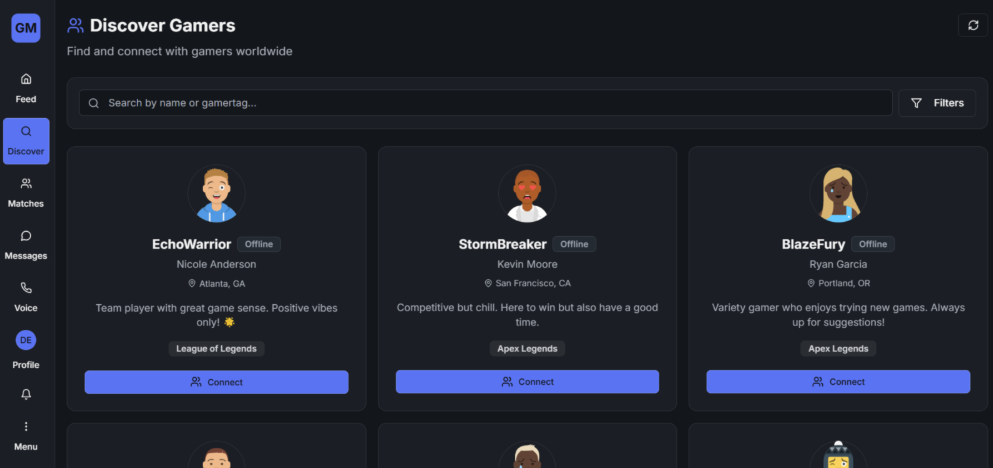 GM
Feed
Discover
Matches
Messages
Voice
DE
Profile
Menu
Discover Gamers
Find and connect with gamers worldwide
Search by name or gamertag...
Filters
EchoWarrior Offline
Nicole Anderson
Atlanta, GA
Team player with great game sense. Positive vibes
only! 🌟
League of Legends
Connect
StormBreaker Offline
Kevin Moore
San Francisco, CA
Competitive but chill. Here to win but also have a good
time.
Apex Legends
Connect
BlazeFury Offline
Ryan Garcia
Portland, OR
Variety gamer who enjoys trying new games. Always
up for suggestions!
Apex Legends
Connect